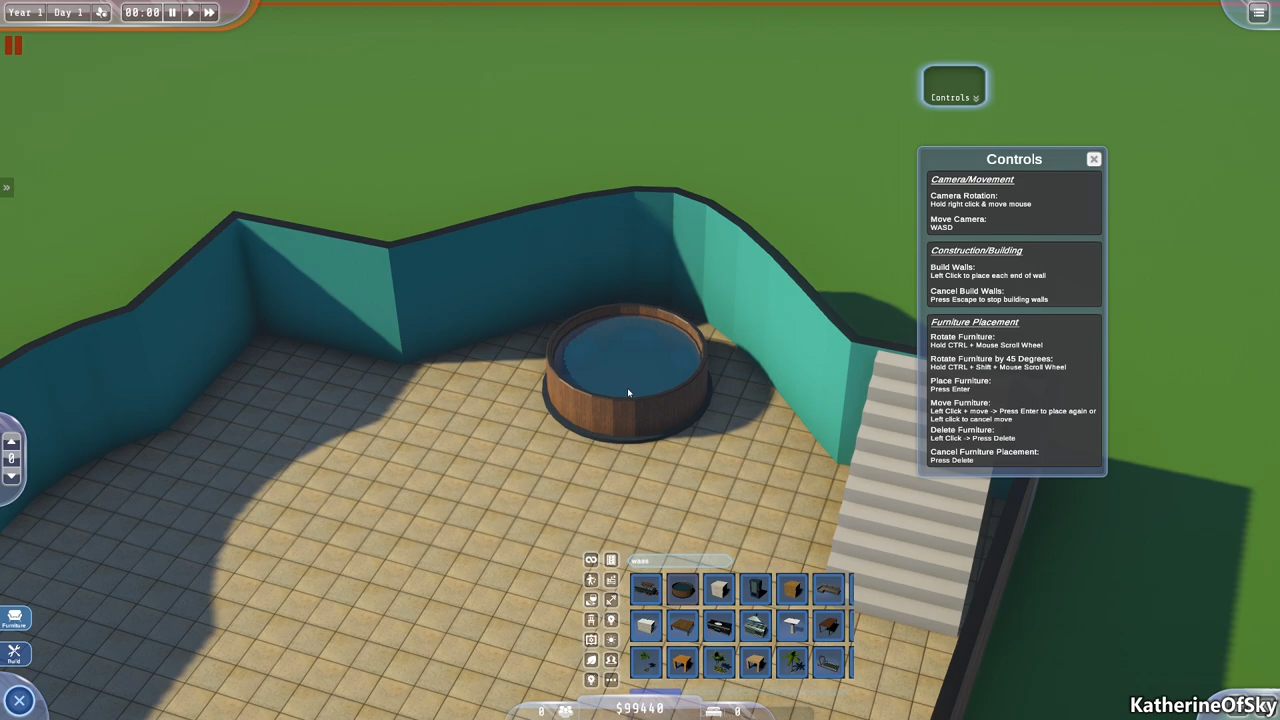 Year 1 Day 1 00:00
Controls
Controls
Camera/Movement
Camera Rotation:
Hold right click & move mouse
Move Camera:
WASD
Construction/Building
Build Walls:
Left Click to place each end of wall
Cancel Build Walls:
Press Escape to stop building walls
Furniture Placement
Rotate Furniture:
Hold CTRL + Mouse Scroll Wheel
Rotate Furniture by 45 Degrees:
Hold CTRL + Shift + Mouse Scroll Wheel
Place Furniture:
Press Enter
Move Furniture:
Left Click + move -> Press Enter to place again or
Left click to cancel move
Delete Furniture:
Left Click -> Press Delete
Cancel Furniture Placement:
Press Delete
0
Furniture
Build
0 $99440 0
KatherineOfSky